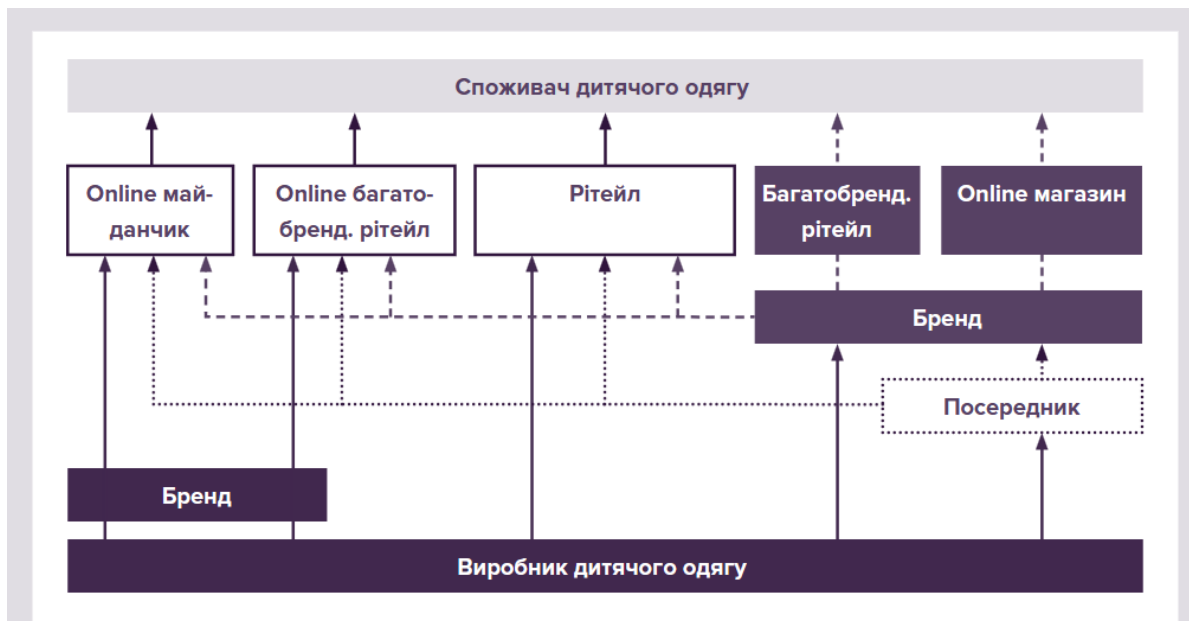 Споживач дитячого одягу
Online май-
данчик
Online багато-
бренд. рітейл
Рітейл
Багатобренд.
рітейл
Online магазин
Бренд
Посередник
Бренд
Виробник дитячого одягу